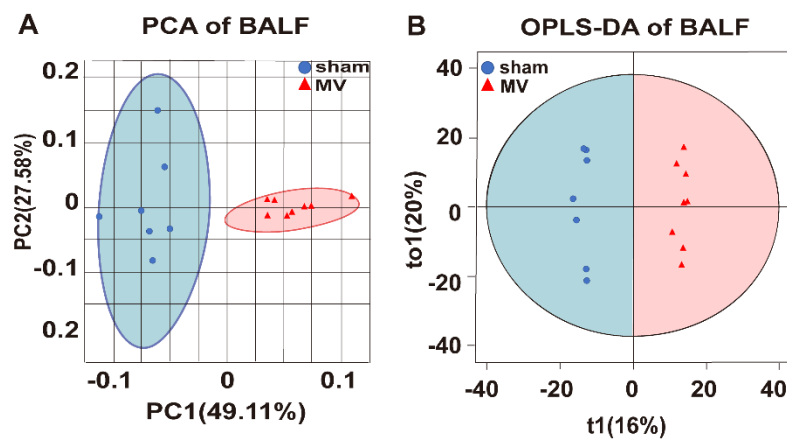 A
PCA of BALF
sham
MV
0.2
0.1
0
-0.1
0.2
PC2(27.58%)
-0.1
0
0.1
PC1(49.11%)
B
OPLS-DA of BALF
sham
MV
40
20
0
-20
-40
to1(20%)
-40
-20
0
20
40
t1(16%)